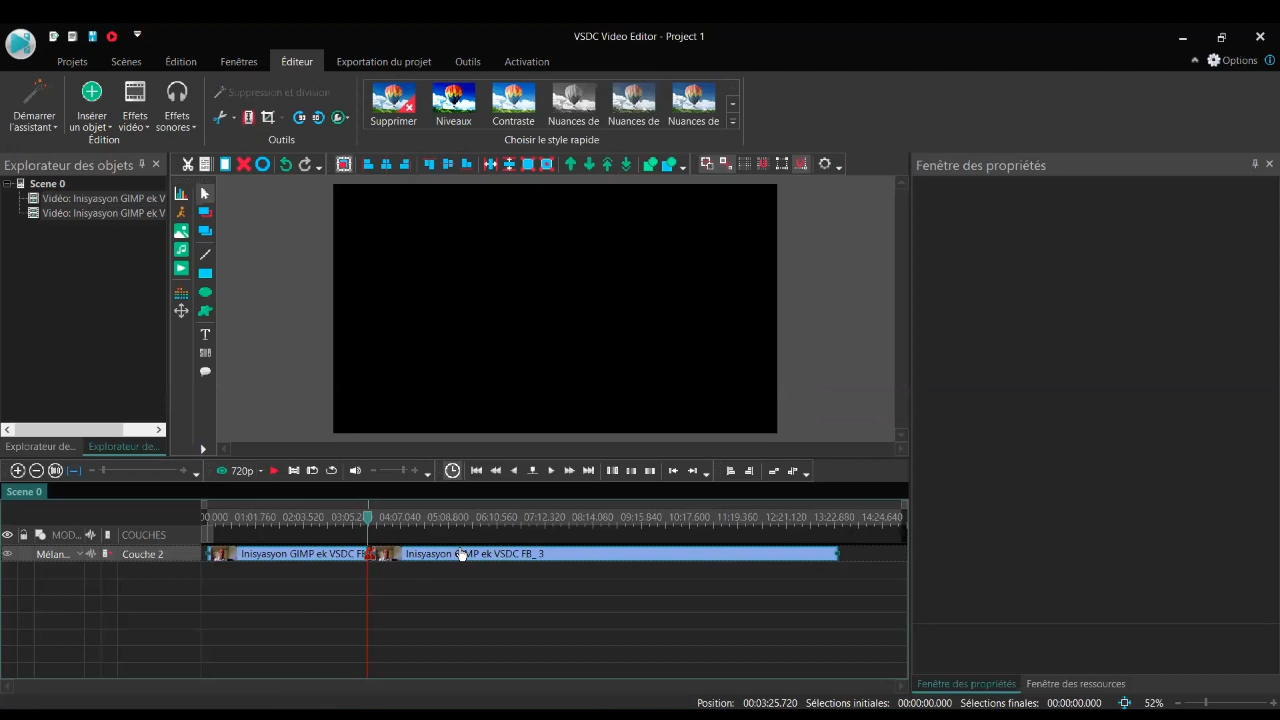 VSDC Video Editor - Project 1
Projets Scènes Édition Fenêtres Éditeur Exportation du projet Outils Activation Options
Suppression et division
Démarrer l'assistant
Insérer un objet
Effets vidéo
Effets sonores
Supprimer Niveaux Contraste Nuances de Nuances de Nuances de
Édition Outils Choisir le style rapide
Explorateur des objets
Fenêtre des propriétés
Scene 0
Vidéo: Inisyasyon GIMP ek V
Vidéo: Inisyasyon GIMP ek V
T
Explorateur de... Explorateur de...
720p
Scene 0
00.000 01:01.760 02:03.520 03:05.2 04:07.040 05:08.800 06:10.560 07:12.320 08:14.080 09:15.840 10:17.600 11:19.360 12:21.120 13:22.880 14:24.640
MOD... COUCHES
Mélan... Couche 2 Inisyasyon GIMP ek VSDC FB Inisyasyon GIMP ek VSDC FB_ 3
Fenêtre des propriétés Fenêtre des ressources
Position: 00:03:25.720 Sélections initiales: 00:00:00.000 Sélections finales: 00:00:00.000 52%